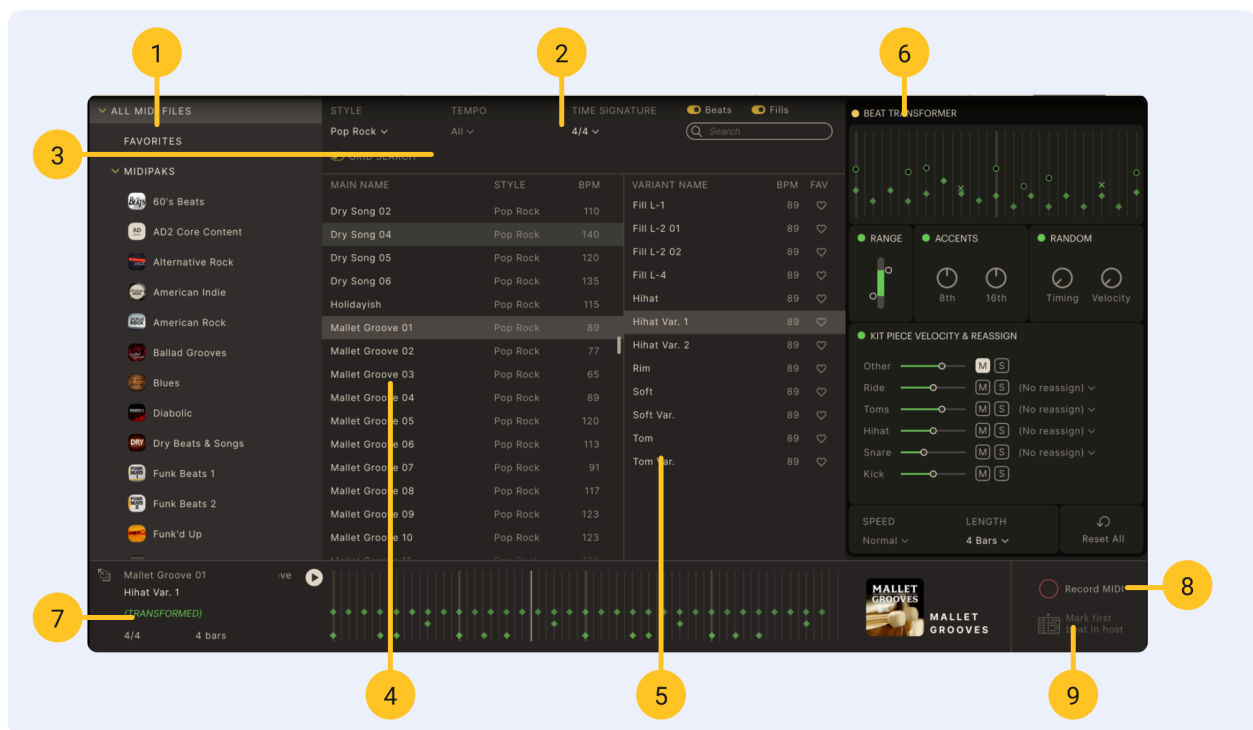 1
2
3
4
5
6
7
8
9
ALL MIDI FILES
FAVORITES
MIDIPAKS
60's Beats
AD2 Core Content
Alternative Rock
American Indie
American Rock
Ballad Grooves
Blues
Diabolic
Dry Beats & Songs
Funk Beats 1
Funk Beats 2
Funk'd Up
STYLE TEMPO TIME SIGNATURE Beats Fills
Pop Rock All 4/4 Search
GRID SEARCH
MAIN NAME STYLE BPM
Dry Song 02 Pop Rock 110
Dry Song 04 Pop Rock 140
Dry Song 05 Pop Rock 120
Dry Song 06 Pop Rock 135
Holidayish Pop Rock 115
Mallet Groove 01 Pop Rock 89
Mallet Groove 02 Pop Rock 77
Mallet Groove 03 Pop Rock 65
Mallet Groove 04 Pop Rock 89
Mallet Groove 05 Pop Rock 120
Mallet Groove 06 Pop Rock 113
Mallet Groove 07 Pop Rock 91
Mallet Groove 08 Pop Rock 117
Mallet Groove 09 Pop Rock 123
Mallet Groove 10 Pop Rock 123
VARIANT NAME BPM FAV
Fill L-1 89
Fill L-2 01 89
Fill L-2 02 89
Fill L-4 89
Hihat 89
Hihat Var. 1 89
Hihat Var. 2 89
Rim 89
Soft 89
Soft Var. 89
Tom 89
Tom Var. 89
BEAT TRANSFORMER
RANGE ACCENTS RANDOM
8th 16th Timing Velocity
KIT PIECE VELOCITY & REASSIGN
Other M S
Ride M S (No reassign)
Toms M S (No reassign)
Hihat M S (No reassign)
Snare M S (No reassign)
Kick M S
SPEED LENGTH
Normal 4 Bars Reset All
Mallet Groove 01 ve
Hihat Var. 1
(TRANSFORMED)
4/4 4 bars
MALLET
GROOVES
MALLET
GROOVES
Record MIDI
Mark first
beat in host